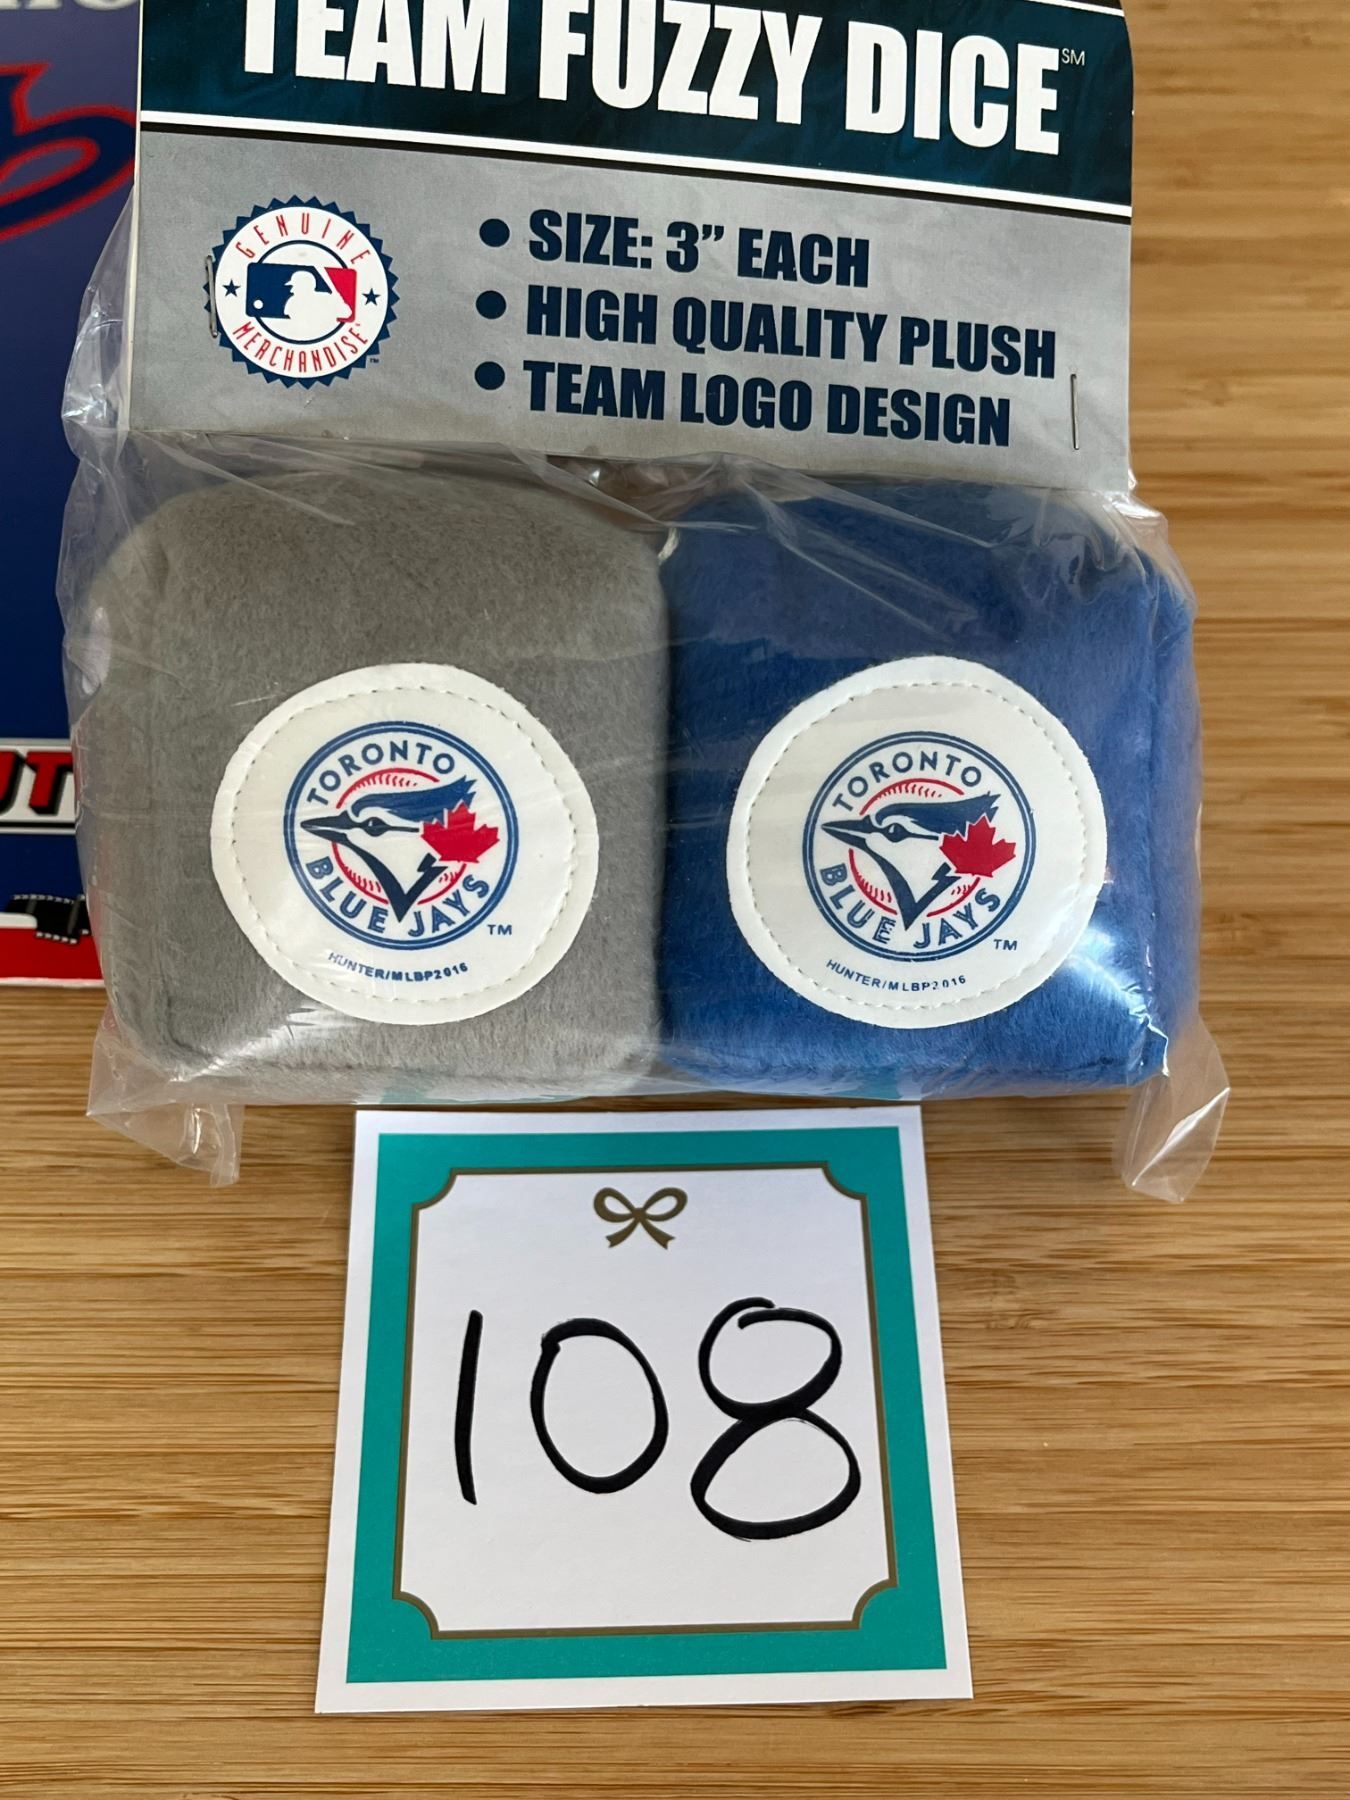 TEAM FUZZY DICE℠
GENUINE
MERCHANDISE™
• SIZE: 3” EACH
• HIGH QUALITY PLUSH
• TEAM LOGO DESIGN
TORONTO
BLUE JAYS
TM
HUNTER/MLBP2016
TORONTO
BLUE JAYS
TM
HUNTER/MLBP2016
108